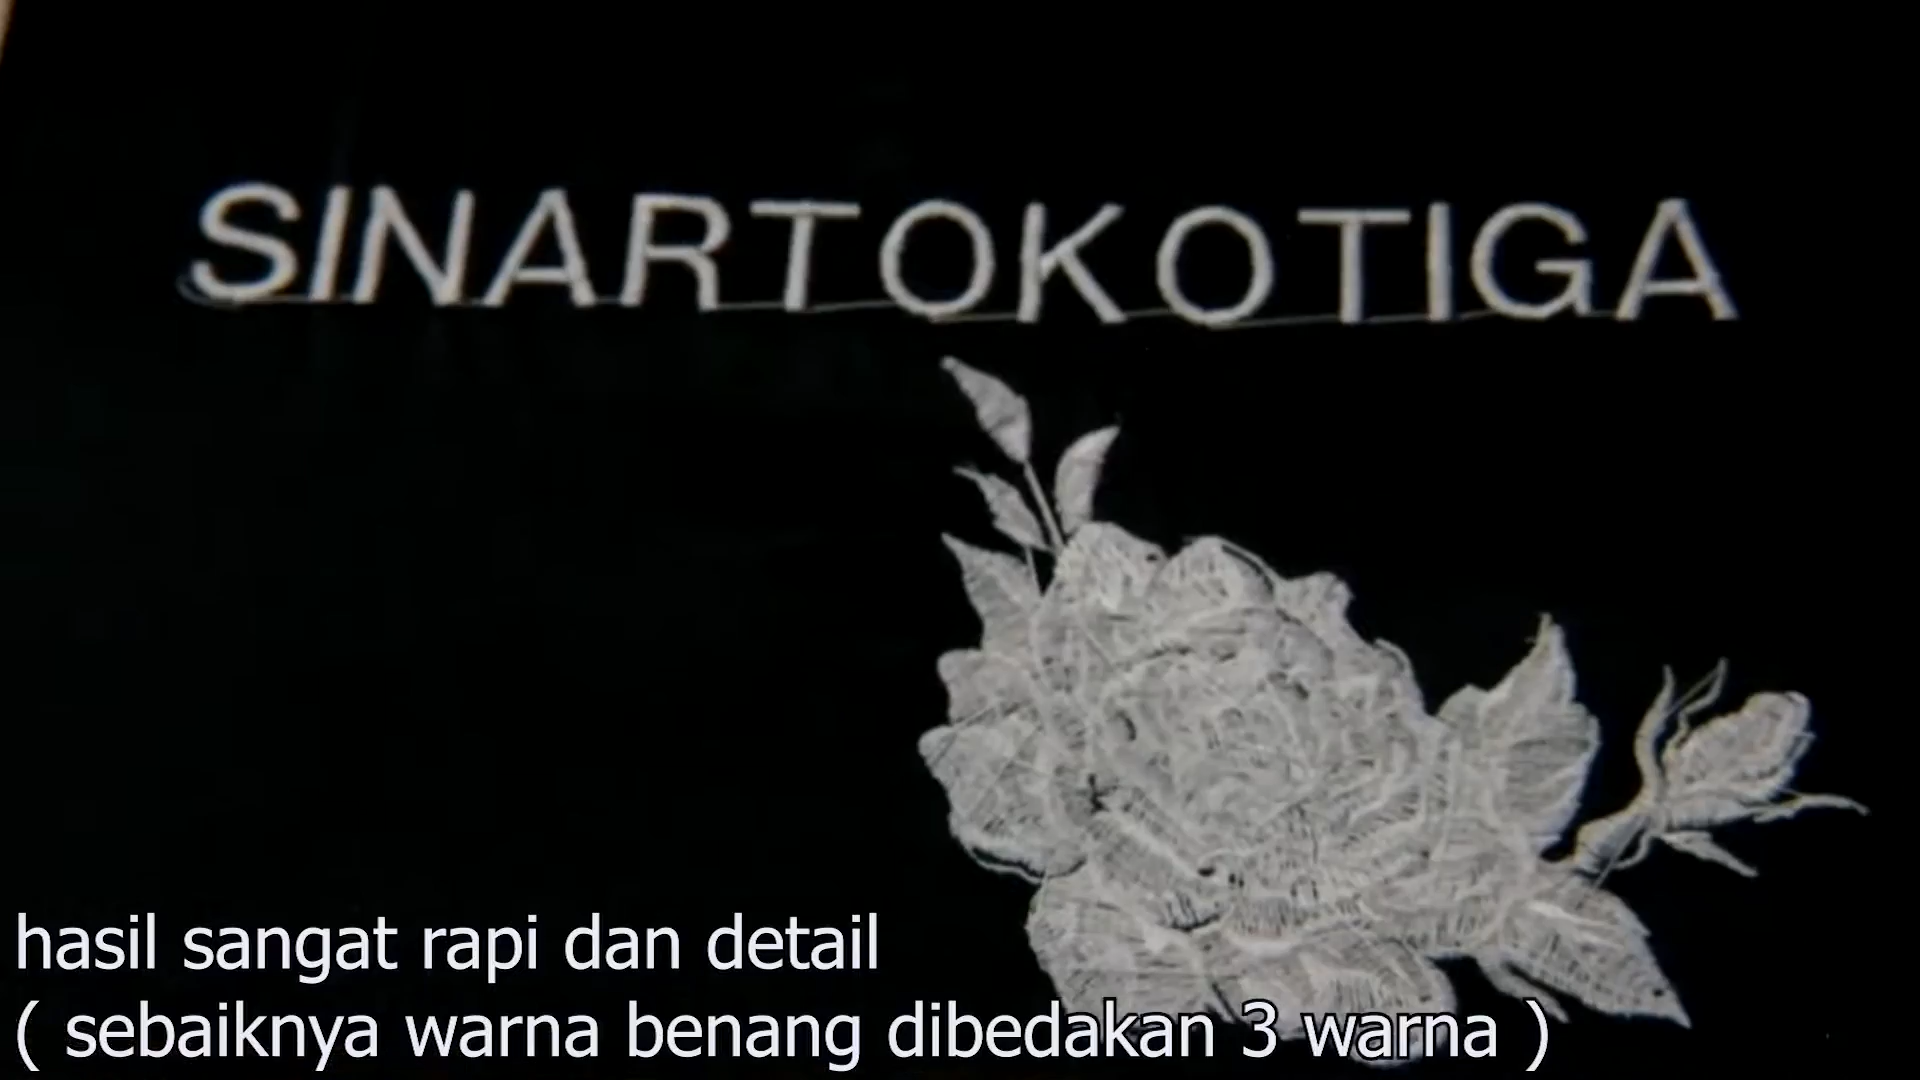 SINARTOKOTIGA
hasil sangat rapi dan detail
( sebaiknya warna benang dibedakan 3 warna )